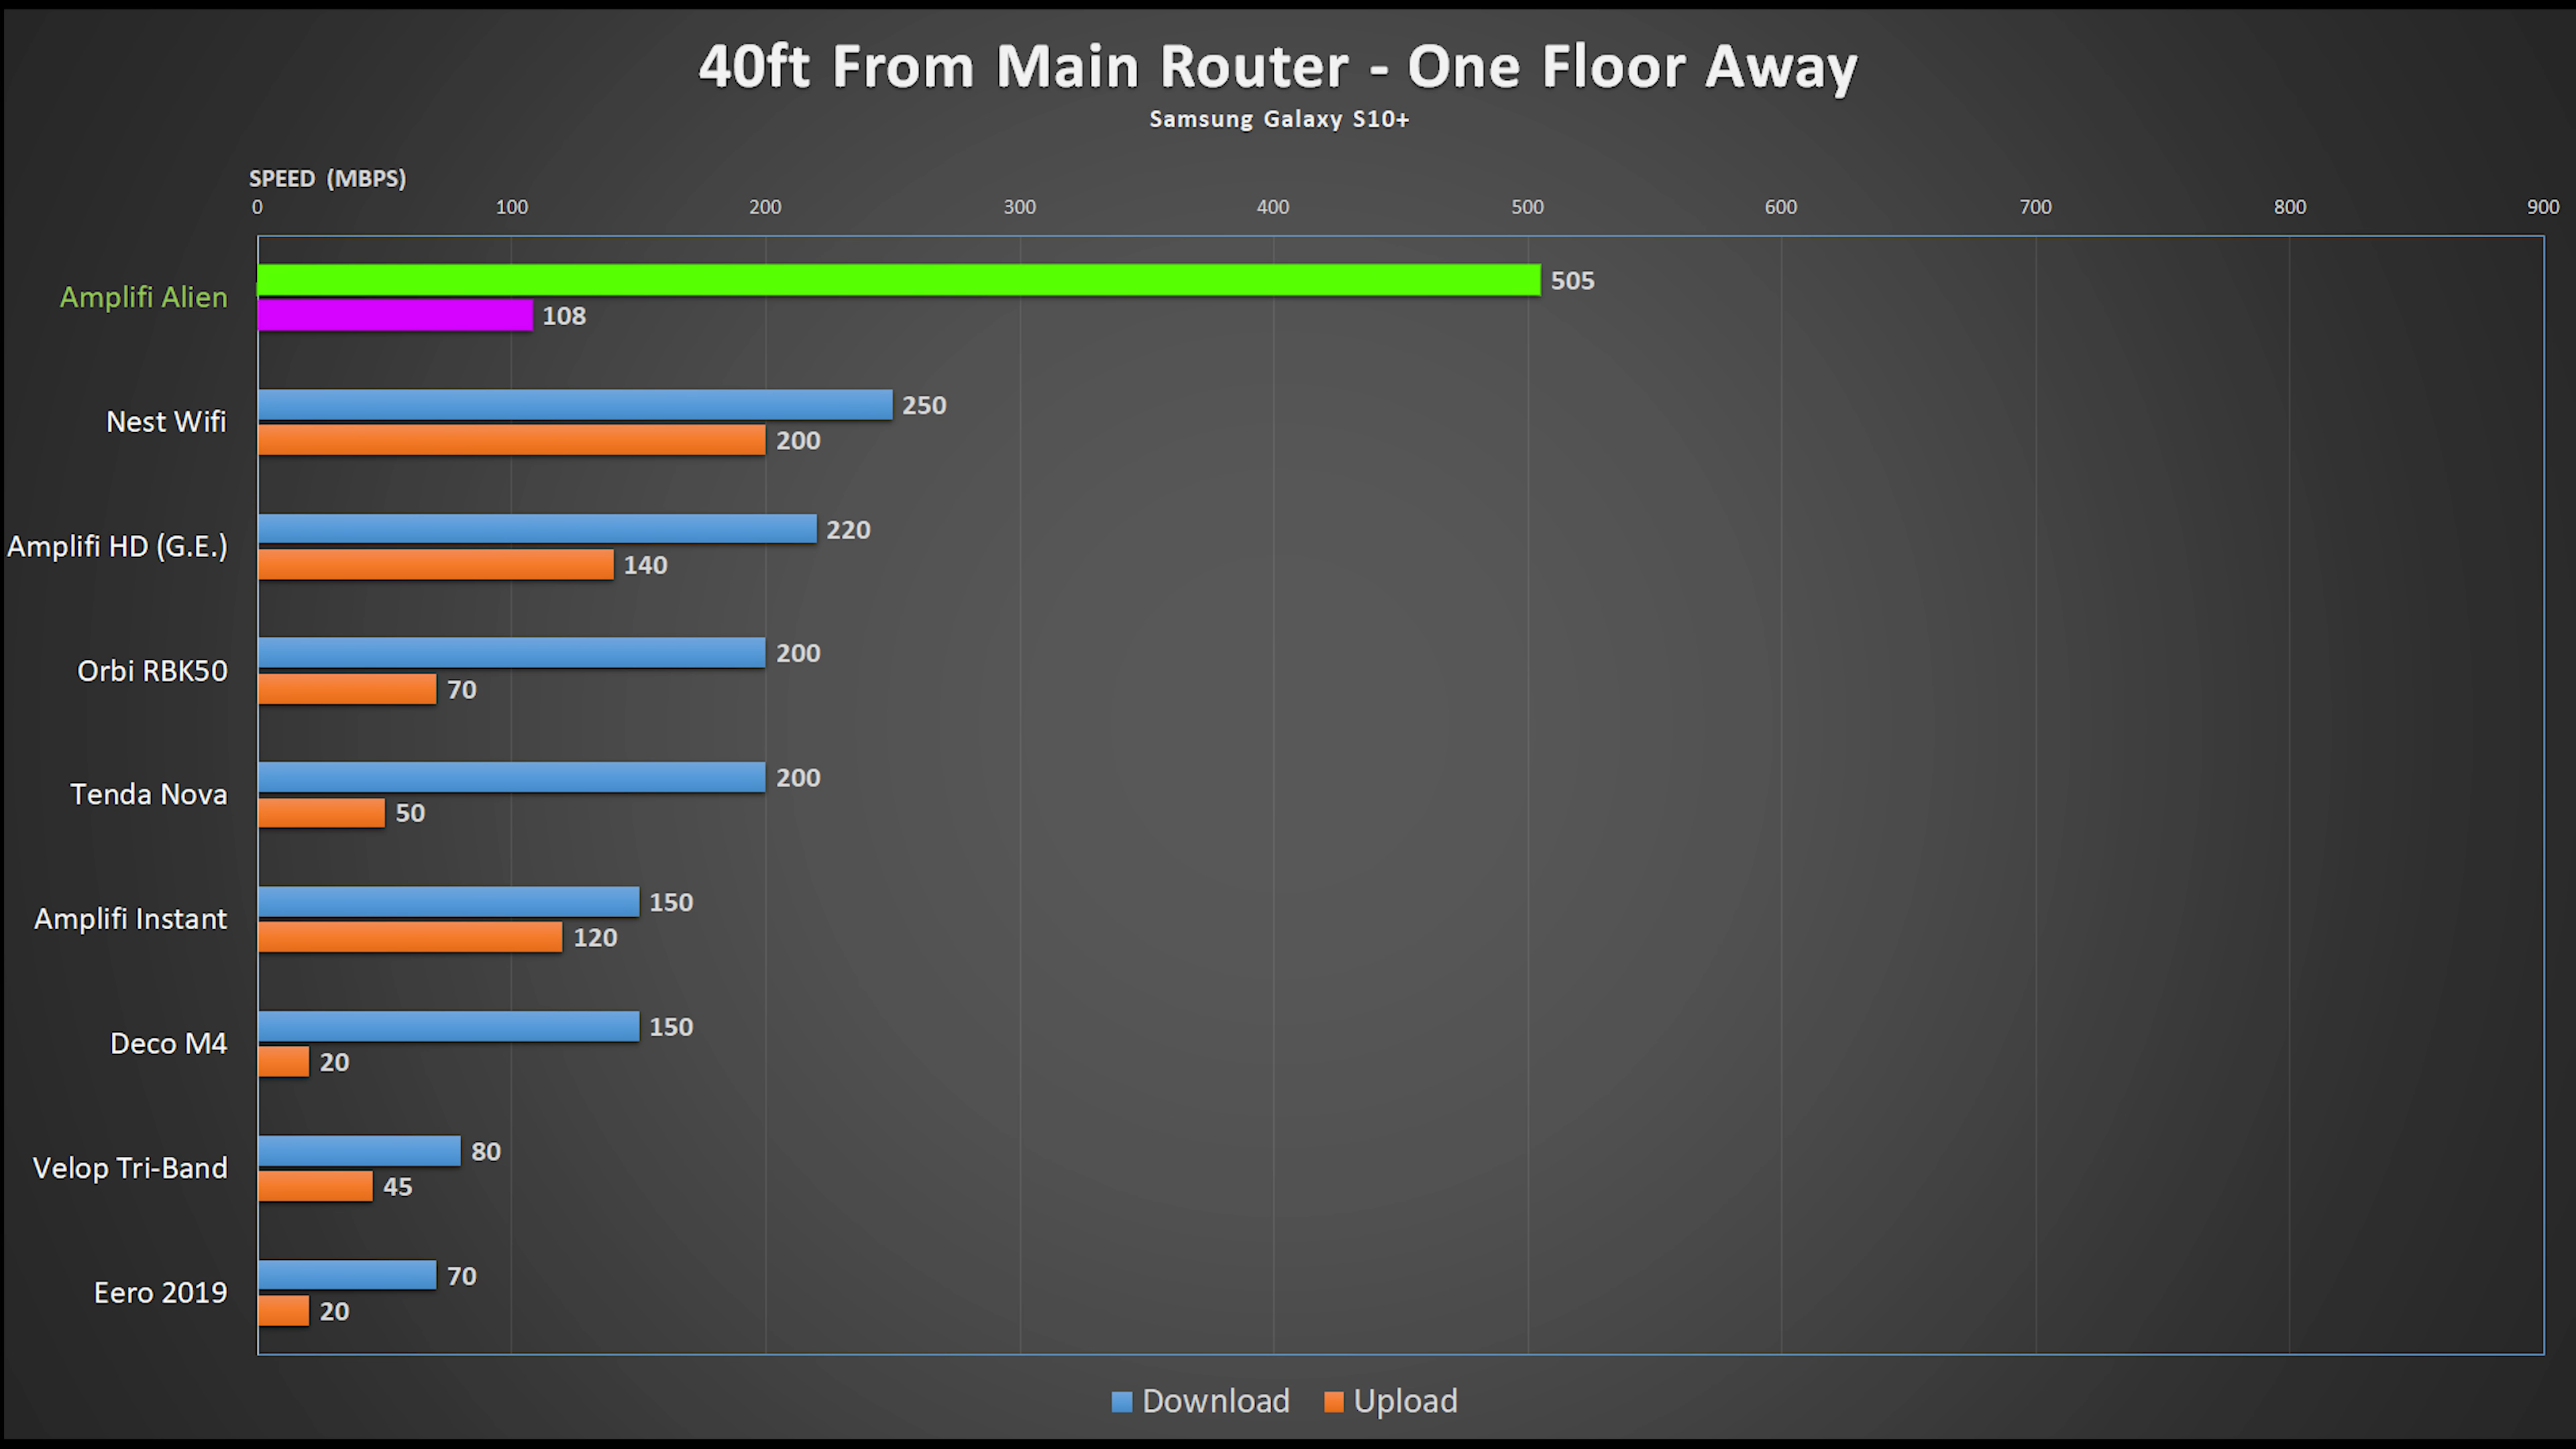 40ft From Main Router - One Floor Away
Samsung Galaxy S10+
SPEED (MBPS)
0 100 200 300 400 500 600 700 800 900
Amplifi Alien
505
108
Nest Wifi
250
200
Amplifi HD (G.E.)
220
140
Orbi RBK50
200
70
Tenda Nova
200
50
Amplifi Instant
150
120
Deco M4
150
20
Velop Tri-Band
80
45
Eero 2019
70
20
Download Upload